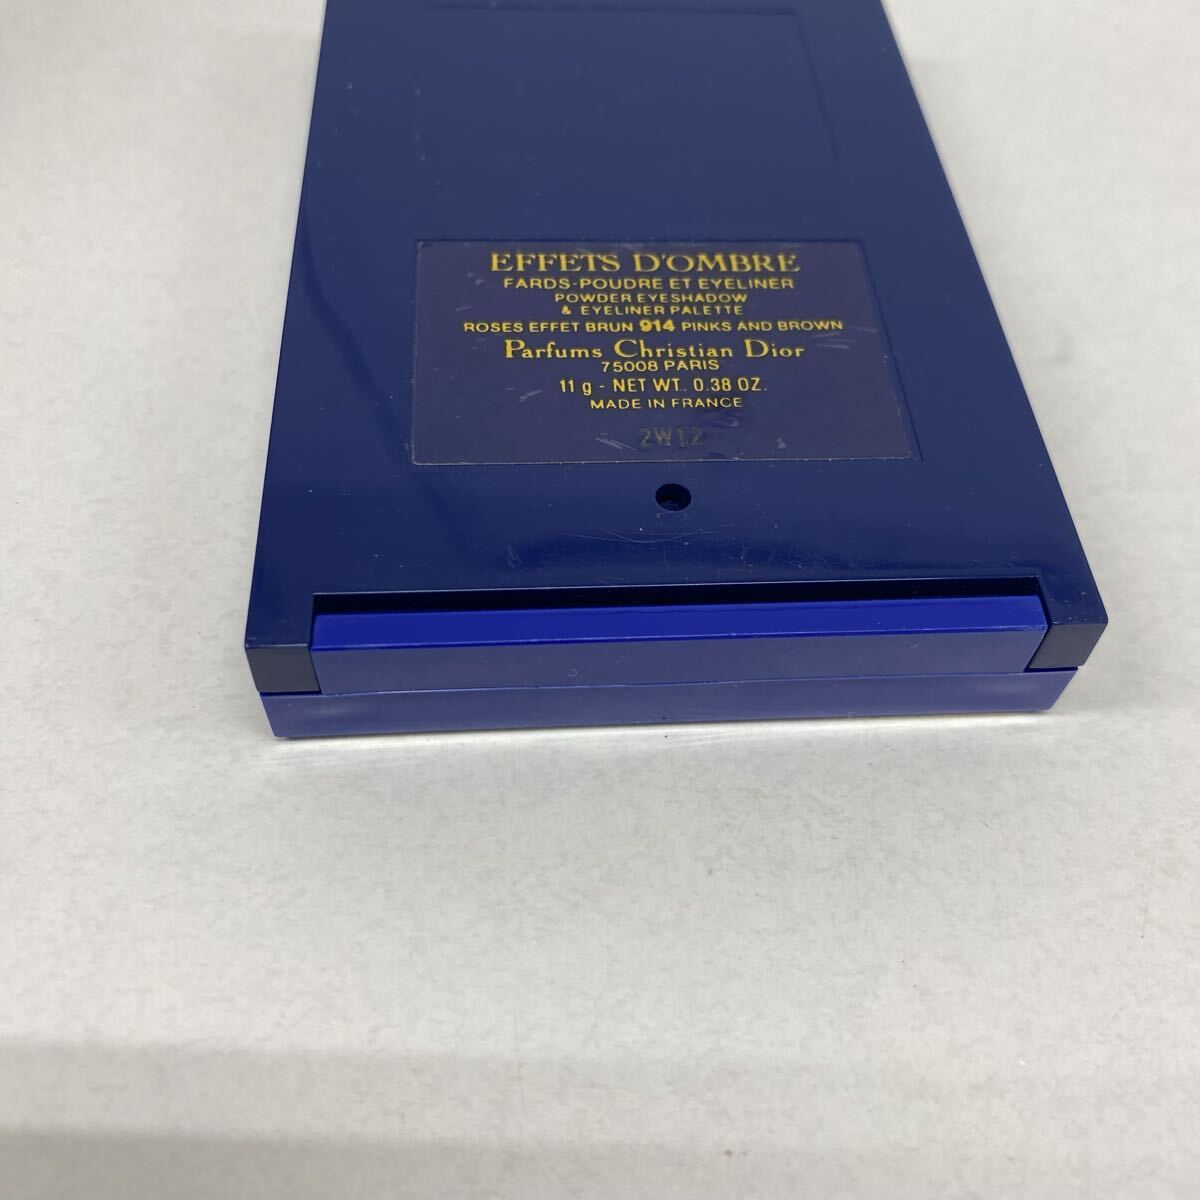 EFFETS D'OMBRE
FARDS-POUDRE ET EYELINER
POWDER EYESHADOW
& EYELINER PALETTE
ROSES EFFET BRUN 914 PINKS AND BROWN
Parfums Christian Dior
75008 PARIS
11 g - NET WT. 0.38 OZ.
MADE IN FRANCE
2W12